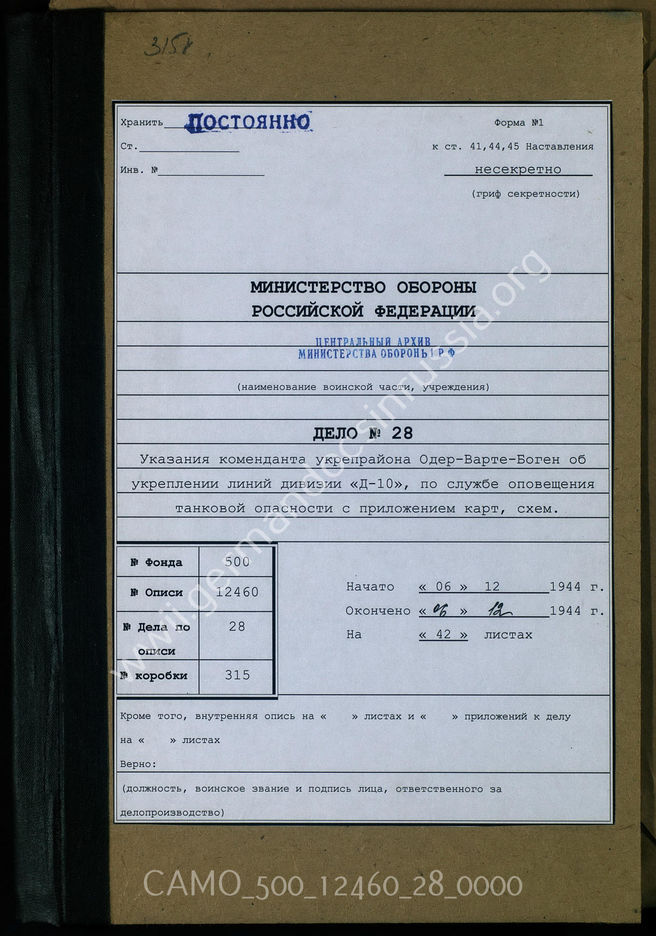 315г
Хранить ПОСТОЯННО
Форма №1
Ст.
к ст. 41,44,45 Наставления
Инв. №
несекретно
(гриф секретности)
МИНИСТЕРСТВО ОБОРОНЫ
РОССИЙСКОЙ ФЕДЕРАЦИИ
ЦЕНТРАЛЬНЫЙ АРХИВ
МИНИСТЕРСТВА ОБОРОНЫ РФ
(наименование воинской части, учреждения)
ДЕЛО № 28
Указания коменданта укрепрайона Одер-Варте-Боген об
укреплении линий дивизии «Д-10», по службе оповещения
танковой опасности с приложением карт, схем.
№ Фонда 500
№ Описи 12460
№ Дела по описи 28
№ коробки 315
Начато « 06 » 12 1944 г.
Окончено « 06 » 12 1944 г.
На « 42 » листах
Кроме того, внутренняя опись на « » листах и « » приложений к делу
на « » листах
Верно:
(должность, воинское звание и подпись лица, ответственного за
делопроизводство)
www.germandocsinrussia.org
CAMO_500_12460_28_0000